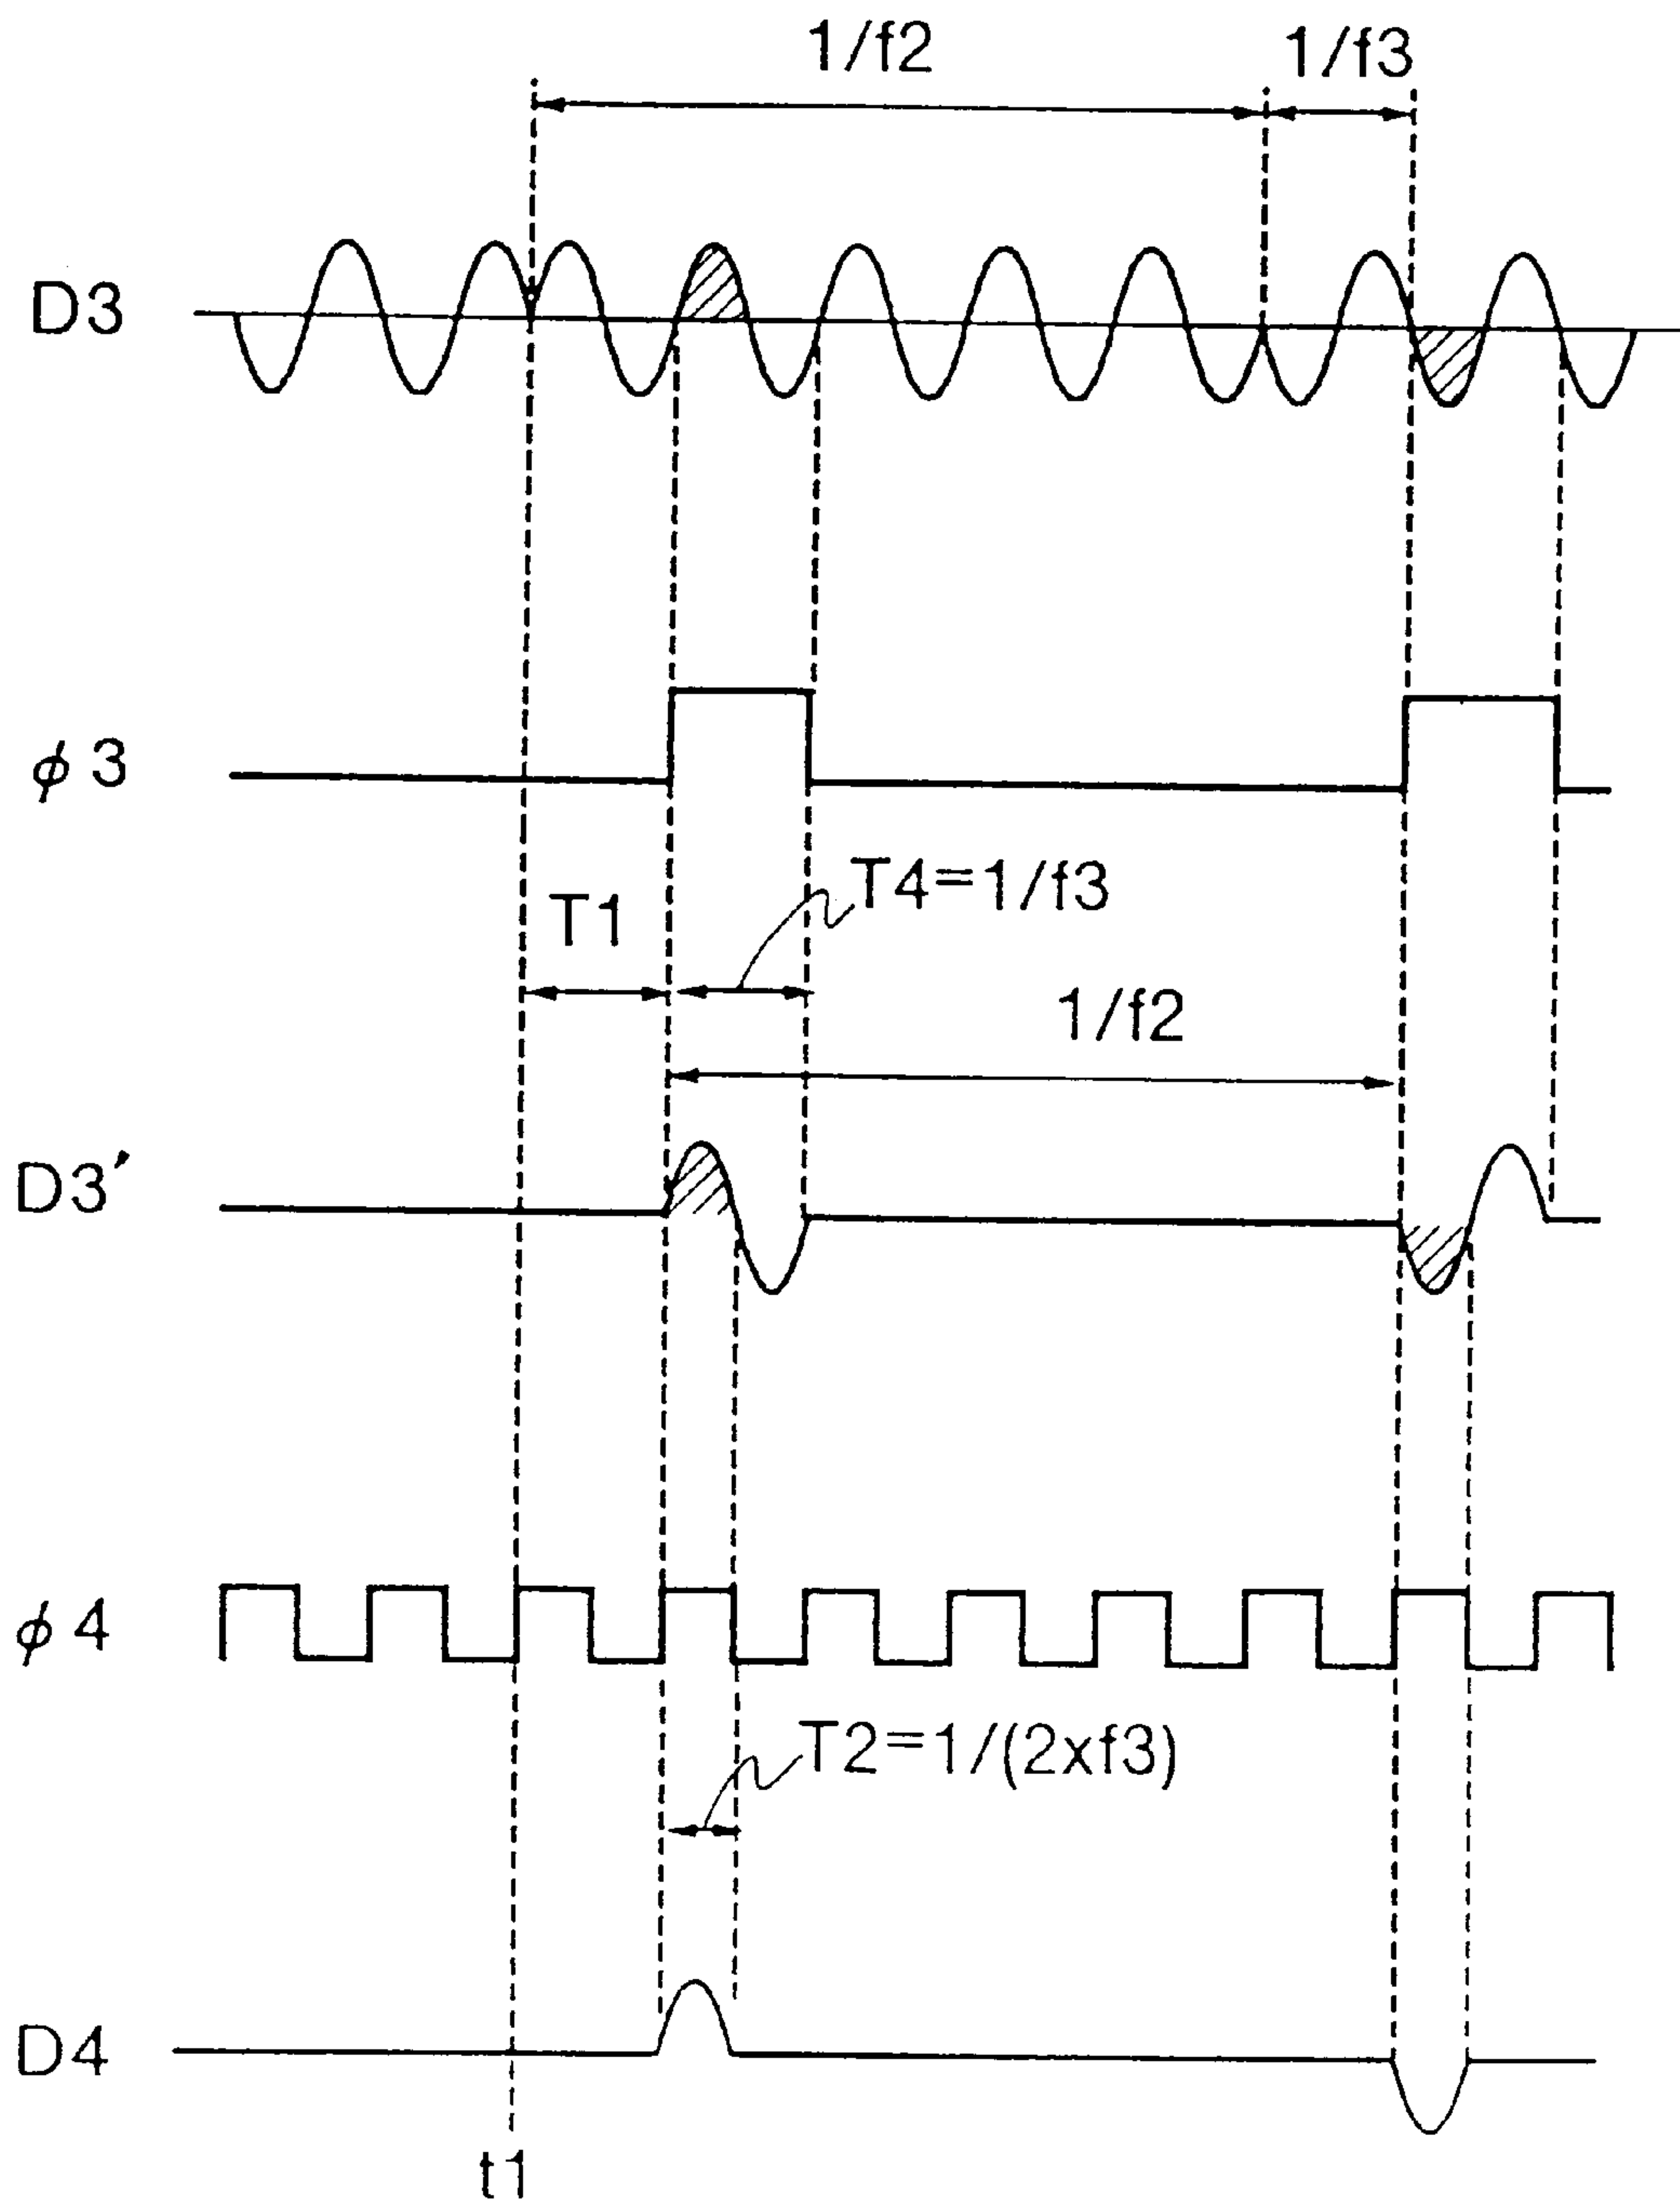 1/f2 1/f3
D3
ϕ3
T4=1/f3
T1
1/f2
D3′
ϕ4
T2=1/(2xf3)
D4
t1